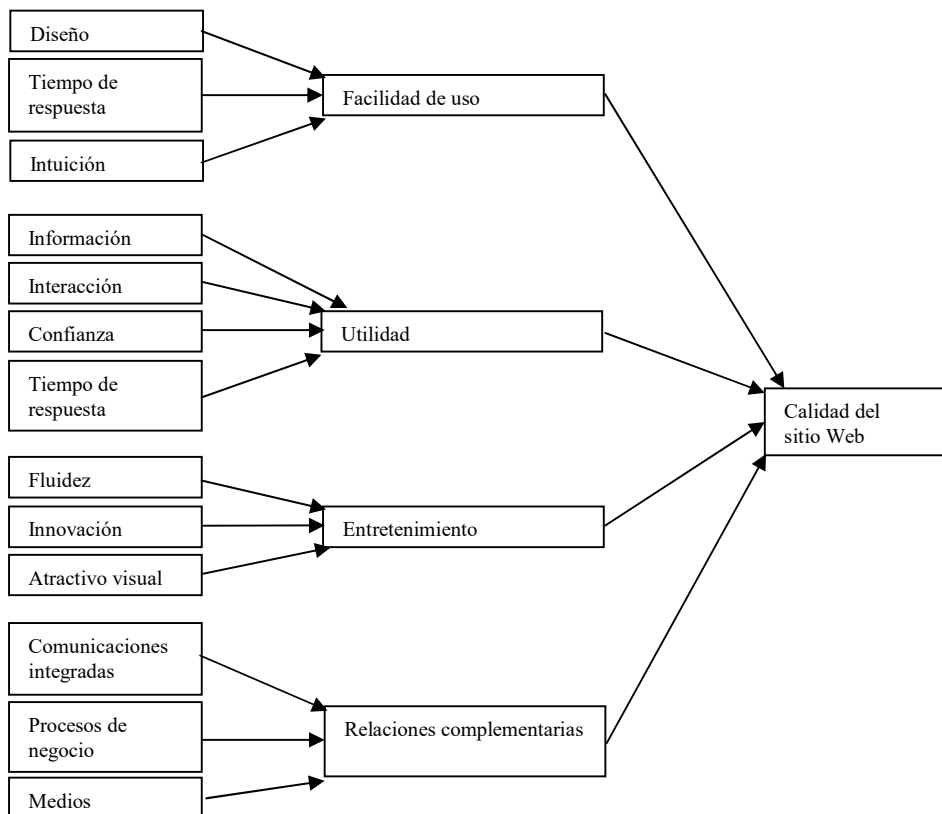 Diseño
Tiempo de
respuesta
Intuición
Facilidad de uso
Información
Interacción
Confianza
Tiempo de
respuesta
Utilidad
Fluidez
Innovación
Atractivo visual
Entretenimiento
Comunicaciones
integradas
Procesos de
negocio
Medios
Relaciones complementarias
Calidad del
sitio Web